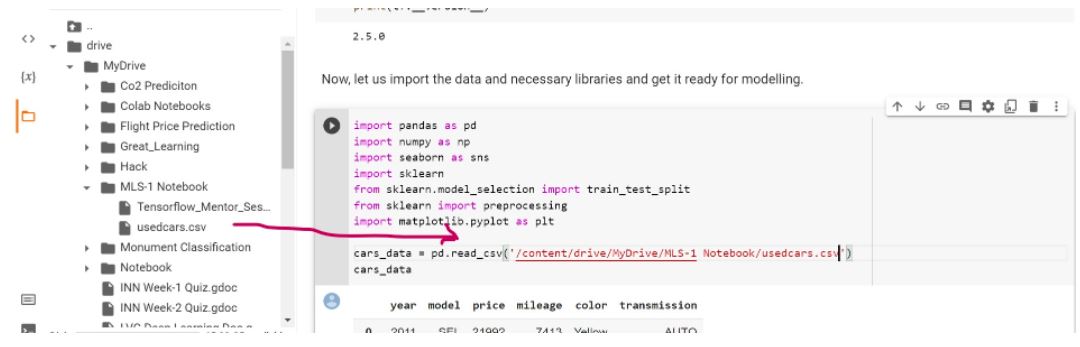 ..
drive
MyDrive
Co2 Prediciton
Colab Notebooks
Flight Price Prediction
Great_Learning
Hack
MLS-1 Notebook
Tensorflow_Mentor_Ses...
usedcars.csv
Monument Classification
Notebook
INN Week-1 Quiz.gdoc
INN Week-2 Quiz.gdoc
<>
{x}
2.5.0
Now, let us import the data and necessary libraries and get it ready for modelling.
import pandas as pd
import numpy as np
import seaborn as sns
import sklearn
from sklearn.model_selection import train_test_split
from sklearn import preprocessing
import matplotlib.pyplot as plt
cars_data = pd.read_csv('/content/drive/MyDrive/MLS-1 Notebook/usedcars.csv')
cars_data
year model price mileage color transmission
0 2011 SEL 21992 7413 Yellow AUTO